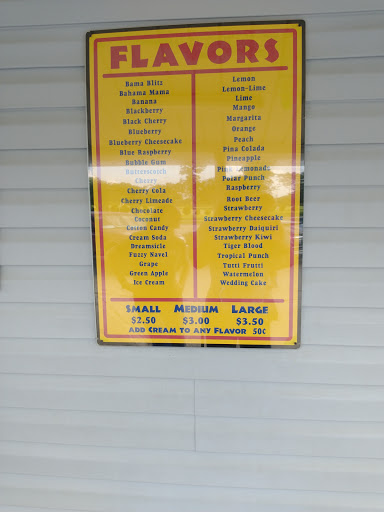 FLAVORS
Bama Blitz
Bahama Mama
Banana
Blackberry
Black Cherry
Blueberry
Blueberry Cheesecake
Blue Raspberry
Bubble Gum
Butterscotch
Cherry
Cherry Cola
Cherry Limeade
Chocolate
Coconut
Cotton Candy
Cream Soda
Dreamsicle
Fuzzy Navel
Grape
Green Apple
Ice Cream
Lemon
Lemon-Lime
Lime
Mango
Margarita
Orange
Peach
Pina Colada
Pineapple
Pink Lemonade
Polar Punch
Raspberry
Root Beer
Strawberry
Strawberry Cheesecake
Strawberry Daiquiri
Strawberry Kiwi
Tiger Blood
Tropical Punch
Tutti Frutti
Watermelon
Wedding Cake
Small Medium Large
$2.50 $3.00 $3.50
Add Cream to any Flavor 50¢